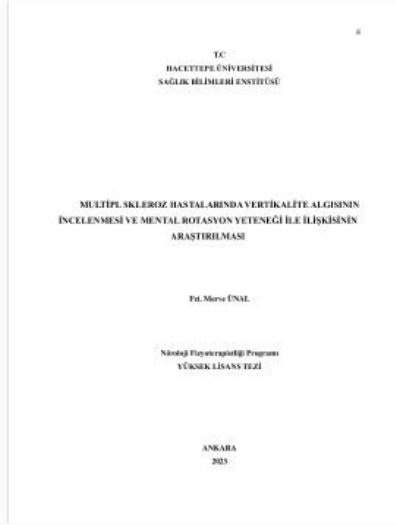 ii
T.C
HACETTEPE ÜNİVERSİTESİ
SAĞLIK BİLİMLERİ ENSTİTÜSÜ
MULTİPL SKLEROZ HASTALARINDA VERTİKALİTE ALGISININ
İNCELENMESİ VE MENTAL ROTASYON YETENEĞİ İLE İLİŞKİSİNİN
ARAŞTIRILMASI
Fzt. Merve ÜNAL
Nöroloji Fizyoterapistliği Programı
YÜKSEK LİSANS TEZİ
ANKARA
2023